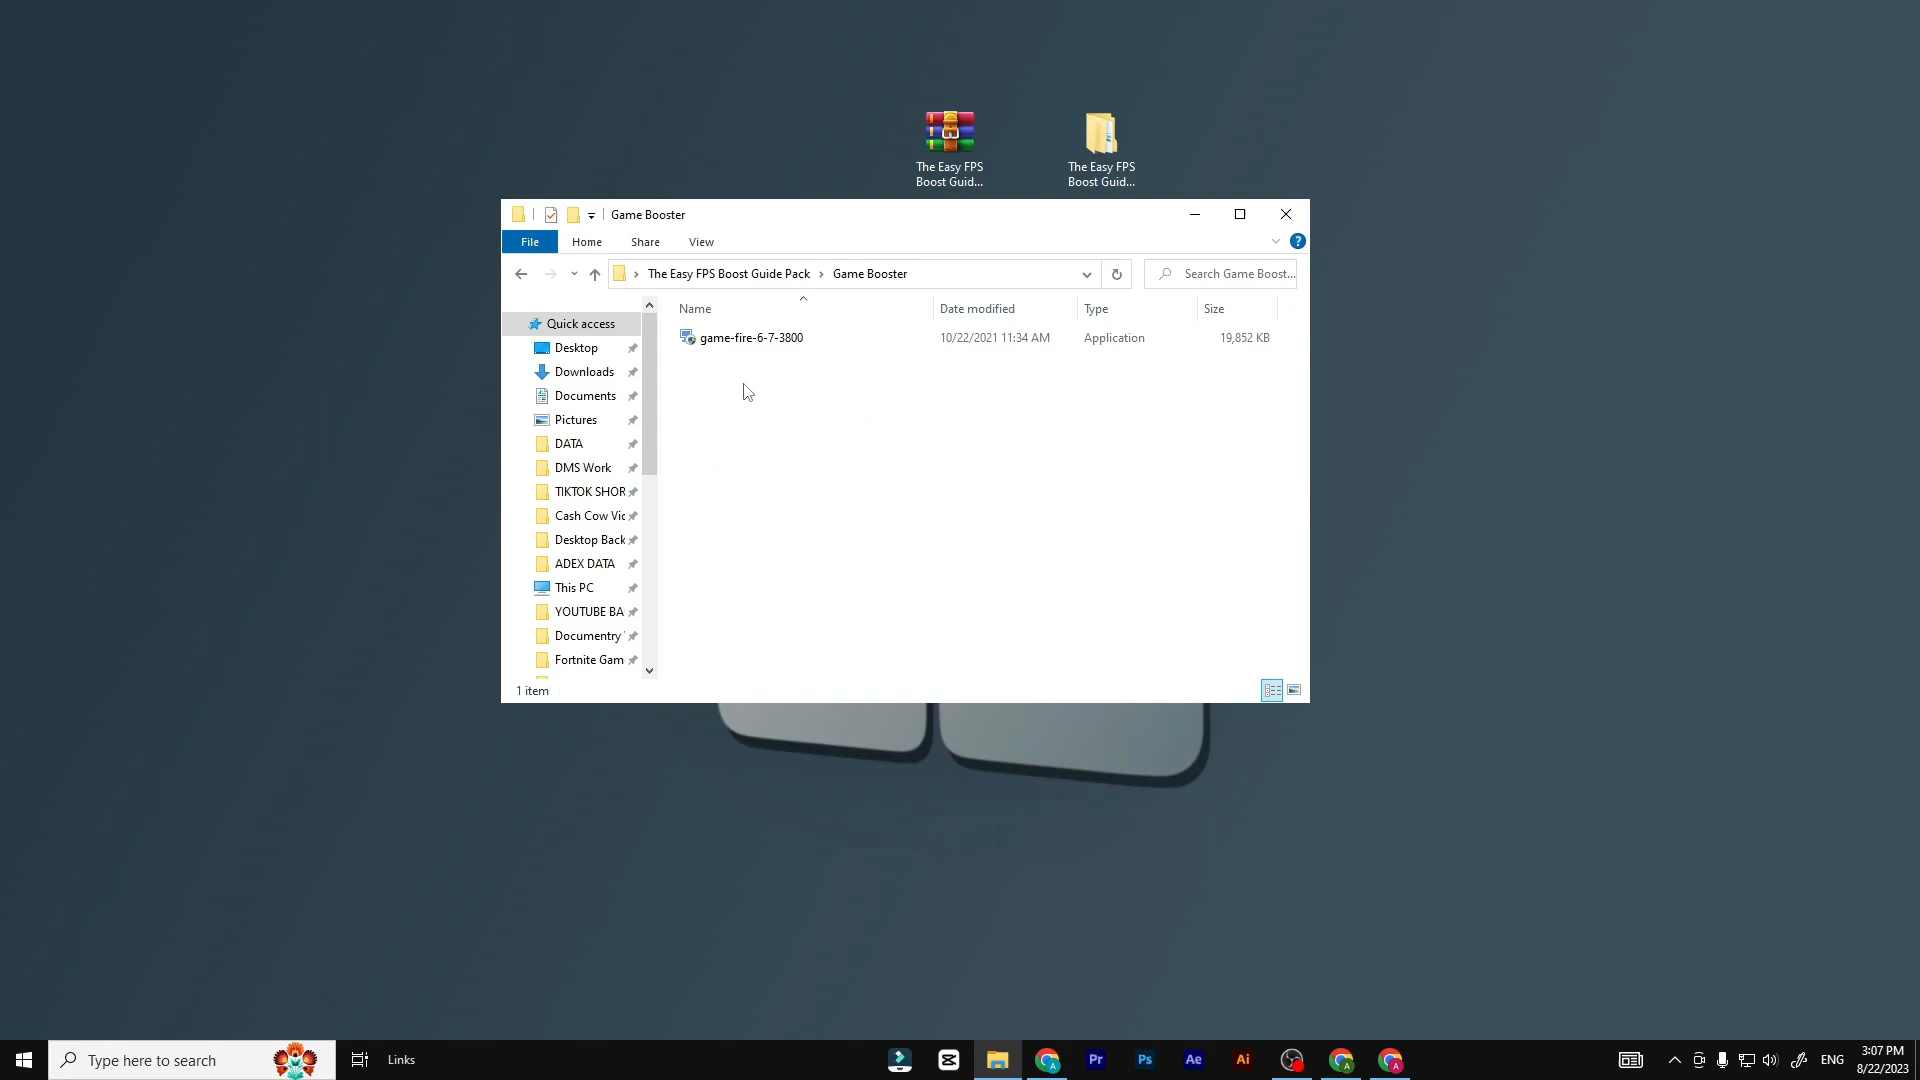 The Easy FPS
Boost Guid...
The Easy FPS
Boost Guid...
Game Booster
File
Home
Share
View
The Easy FPS Boost Guide Pack
Game Booster
Search Game Boost...
Name
Date modified
Type
Size
Quick access
game-fire-6-7-3800
10/22/2021 11:34 AM
Application
19,852 KB
Desktop
Downloads
Documents
Pictures
DATA
DMS Work
TIKTOK SHOR
Cash Cow Vic
Desktop Back
ADEX DATA
This PC
YOUTUBE BA
Documentry
Fortnite Gam
1 item
Type here to search
Links
Pr
Ps
Ae
Ai
ENG
3:07 PM
8/22/2023